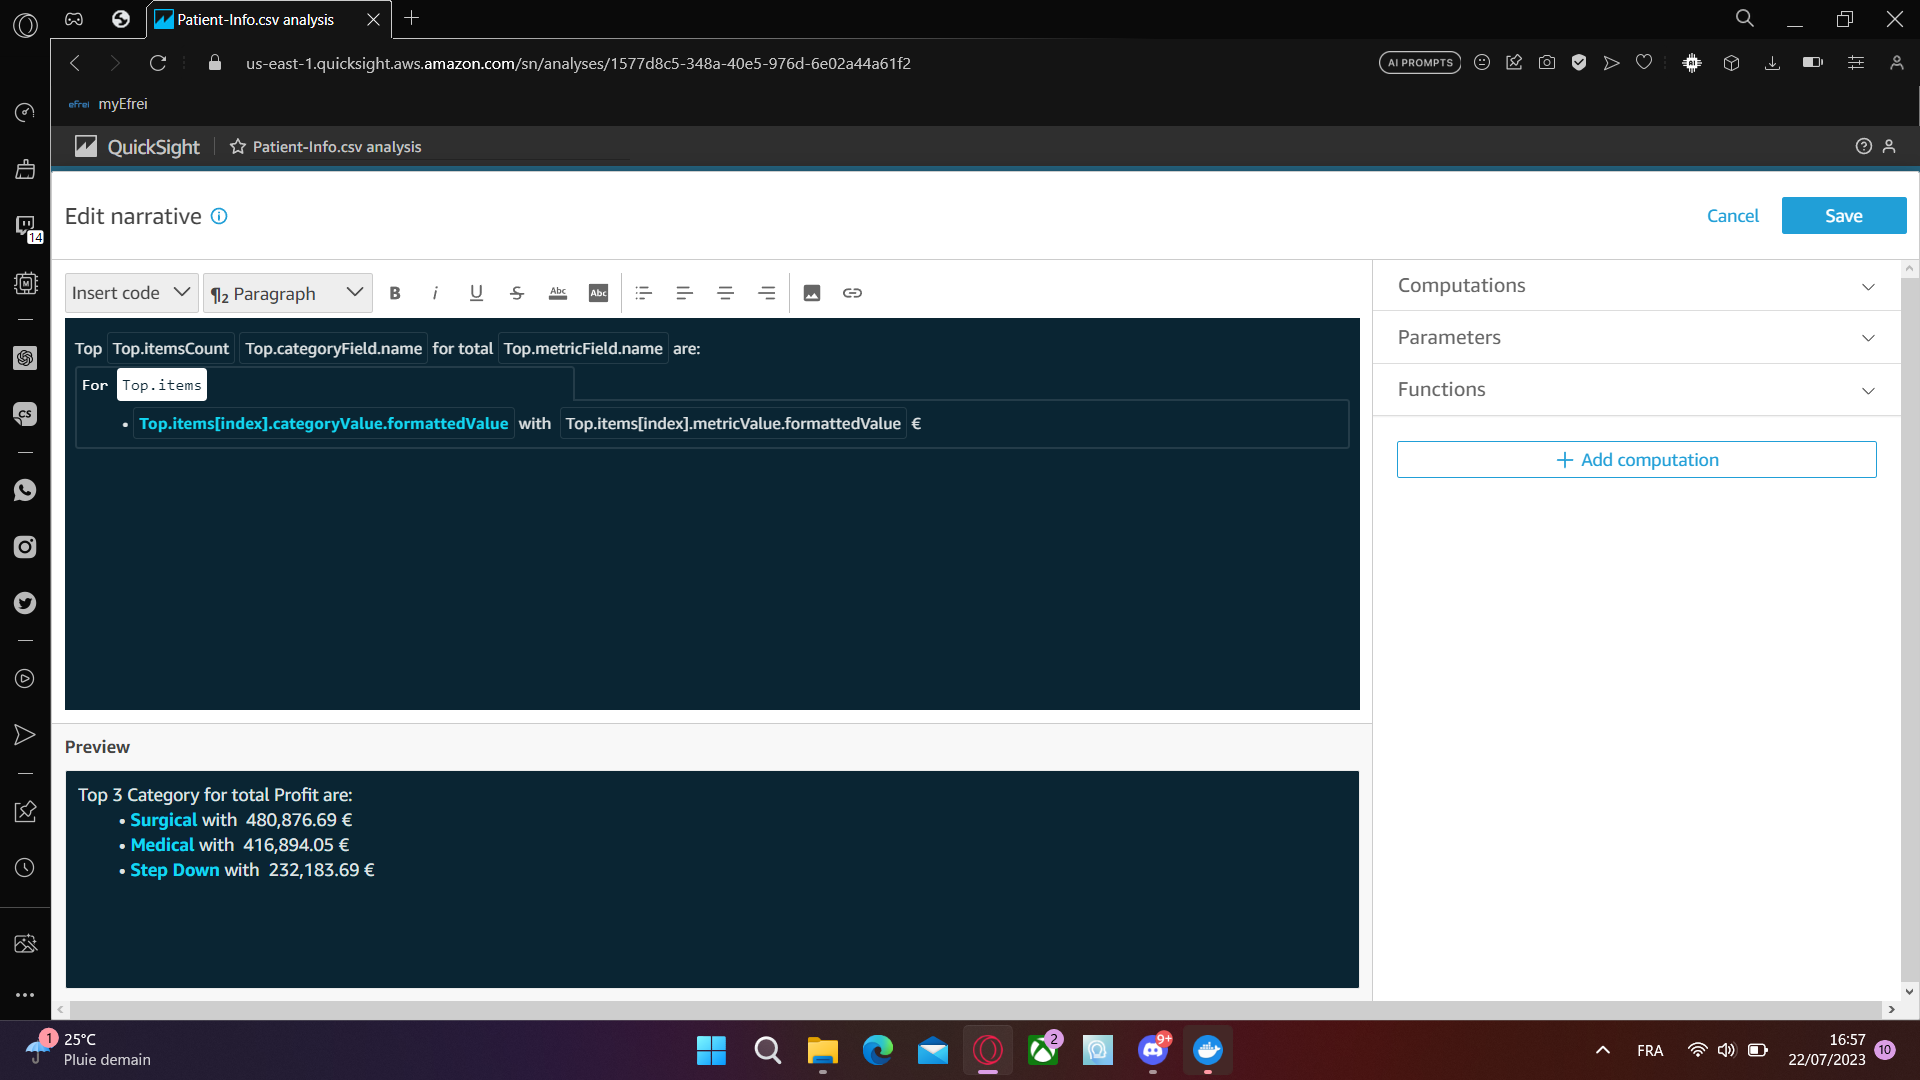 Patient-Info.csv analysis
us-east-1.quicksight.aws.amazon.com/sn/analyses/1577d8c5-348a-40e5-976d-6e02a44a61f2
AI PROMPTS
efrei myEfrei
QuickSight
Patient-Info.csv analysis
14
Edit narrative
Cancel
Save
Insert code
¶2 Paragraph
B i U S Abc Abc
Top Top.itemsCount Top.categoryField.name for total Top.metricField.name are:
For Top.items
• Top.items[index].categoryValue.formattedValue with Top.items[index].metricValue.formattedValue €
Computations
Parameters
Functions
+ Add computation
CS
Preview
Top 3 Category for total Profit are:
• Surgical with 480,876.69 €
• Medical with 416,894.05 €
• Step Down with 232,183.69 €
1
25°C
Pluie demain
2
9+
FRA
16:57
22/07/2023
10